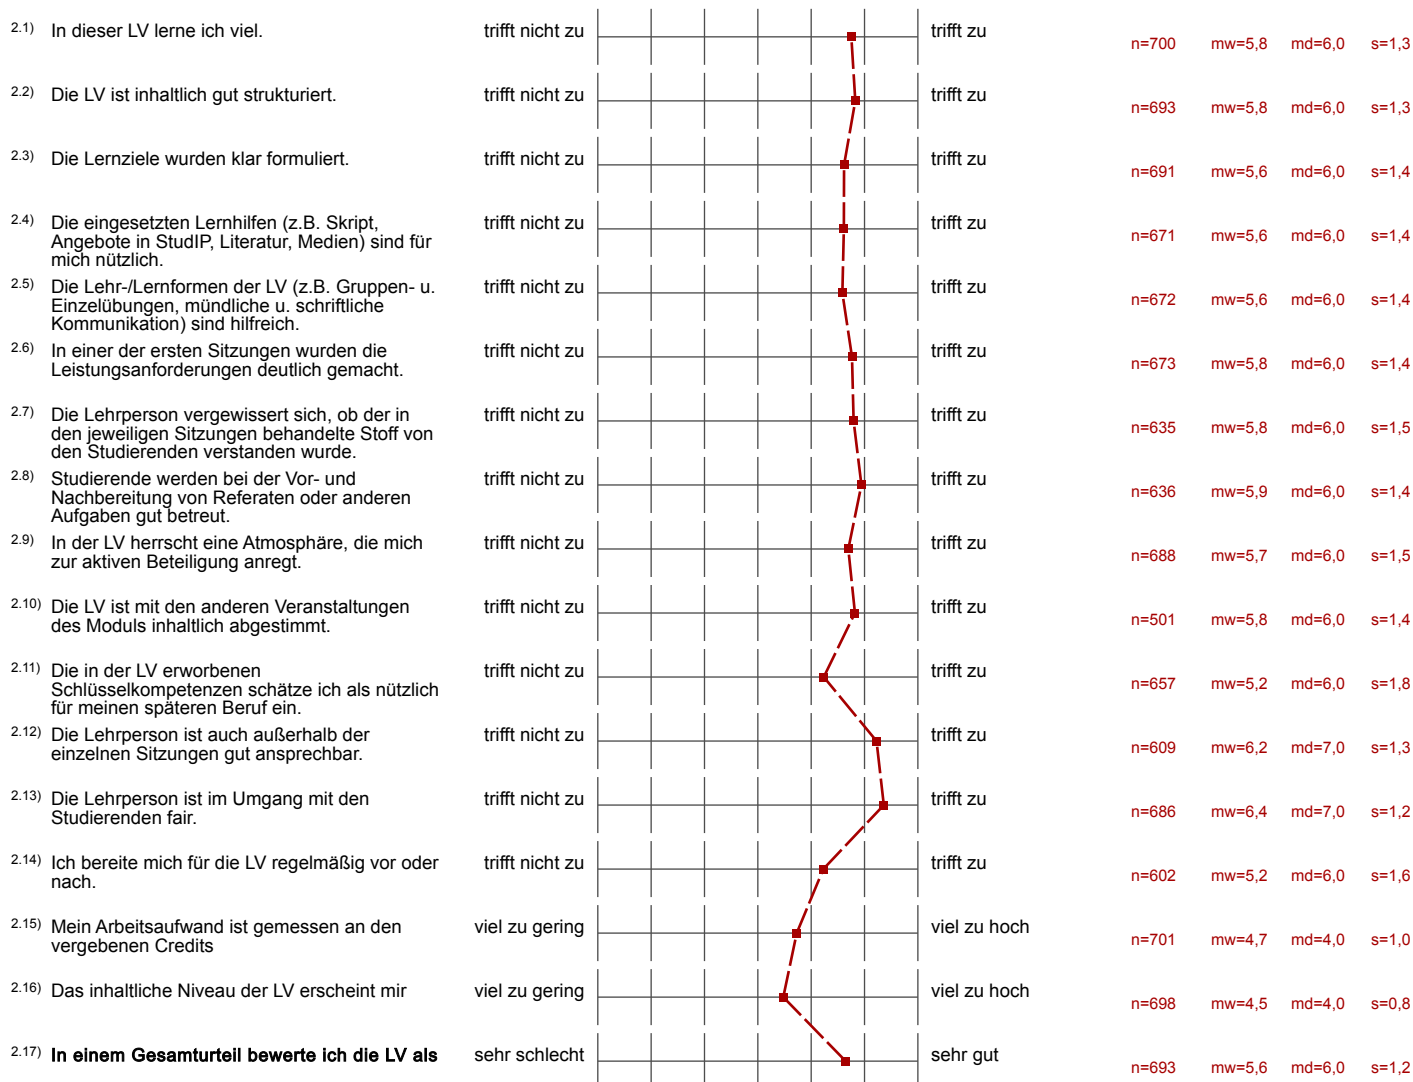 2.1) In dieser LV lerne ich viel. trifft nicht zu trifft zu n=700 mw=5,8 md=6,0 s=1,3
2.2) Die LV ist inhaltlich gut strukturiert. trifft nicht zu trifft zu n=693 mw=5,8 md=6,0 s=1,3
2.3) Die Lernziele wurden klar formuliert. trifft nicht zu trifft zu n=691 mw=5,6 md=6,0 s=1,4
2.4) Die eingesetzten Lernhilfen (z.B. Skript, trifft nicht zu trifft zu n=671 mw=5,6 md=6,0 s=1,4
Angebote in StudIP, Literatur, Medien) sind für
mich nützlich.
2.5) Die Lehr-/Lernformen der LV (z.B. Gruppen- u. trifft nicht zu trifft zu n=672 mw=5,6 md=6,0 s=1,4
Einzelübungen, mündliche u. schriftliche
Kommunikation) sind hilfreich.
2.6) In einer der ersten Sitzungen wurden die trifft nicht zu trifft zu n=673 mw=5,8 md=6,0 s=1,4
Leistungsanforderungen deutlich gemacht.
2.7) Die Lehrperson vergewissert sich, ob der in trifft nicht zu trifft zu n=635 mw=5,8 md=6,0 s=1,5
den jeweiligen Sitzungen behandelte Stoff von
den Studierenden verstanden wurde.
2.8) Studierende werden bei der Vor- und trifft nicht zu trifft zu n=636 mw=5,9 md=6,0 s=1,4
Nachbereitung von Referaten oder anderen
Aufgaben gut betreut.
2.9) In der LV herrscht eine Atmosphäre, die mich trifft nicht zu trifft zu n=688 mw=5,7 md=6,0 s=1,5
zur aktiven Beteiligung anregt.
2.10) Die LV ist mit den anderen Veranstaltungen trifft nicht zu trifft zu n=501 mw=5,8 md=6,0 s=1,4
des Moduls inhaltlich abgestimmt.
2.11) Die in der LV erworbenen trifft nicht zu trifft zu n=657 mw=5,2 md=6,0 s=1,8
Schlüsselkompetenzen schätze ich als nützlich
für meinen späteren Beruf ein.
2.12) Die Lehrperson ist auch außerhalb der trifft nicht zu trifft zu n=609 mw=6,2 md=7,0 s=1,3
einzelnen Sitzungen gut ansprechbar.
2.13) Die Lehrperson ist im Umgang mit den trifft nicht zu trifft zu n=686 mw=6,4 md=7,0 s=1,2
Studierenden fair.
2.14) Ich bereite mich für die LV regelmäßig vor oder trifft nicht zu trifft zu n=602 mw=5,2 md=6,0 s=1,6
nach.
2.15) Mein Arbeitsaufwand ist gemessen an den viel zu gering viel zu hoch n=701 mw=4,7 md=4,0 s=1,0
vergebenen Credits
2.16) Das inhaltliche Niveau der LV erscheint mir viel zu gering viel zu hoch n=698 mw=4,5 md=4,0 s=0,8
2.17) In einem Gesamturteil bewerte ich die LV als sehr schlecht sehr gut n=693 mw=5,6 md=6,0 s=1,2